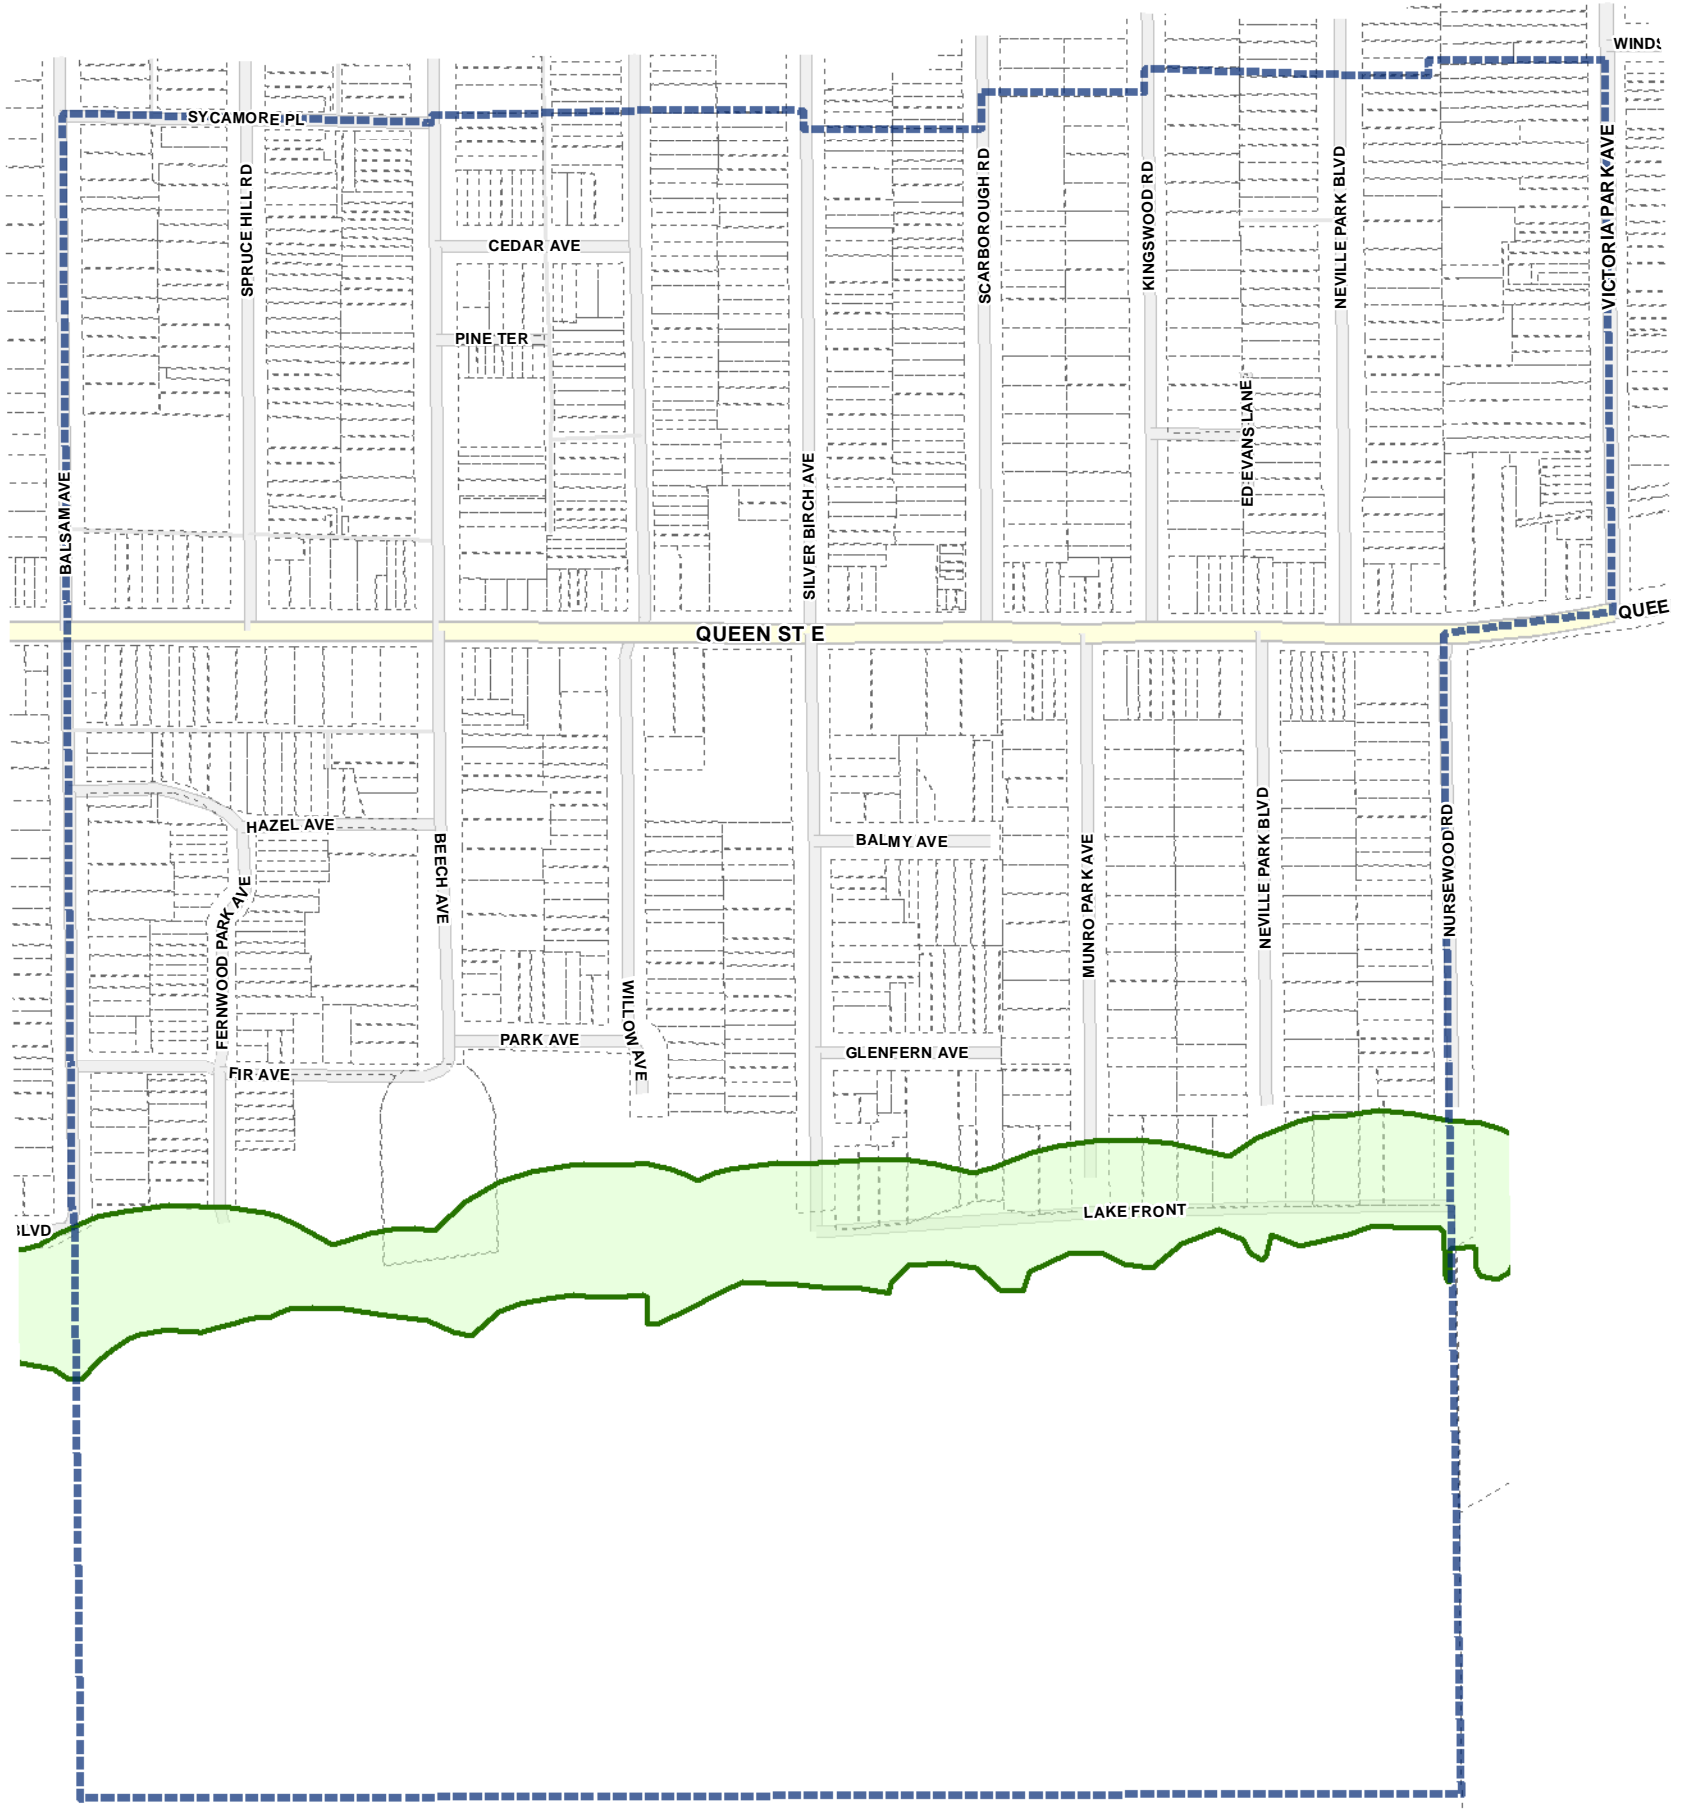 WINDS
SYCAMORE PL
SPRUCE HILL RD
CEDAR AVE
SCARBOROUGH RD
KINGSWOOD RD
NEVILLE PARK BLVD
VICTORIA PARK AVE
PINE TER
ED EVANS LANE
BALSAM AVE
SILVER BIRCH AVE
QUEE
QUEEN ST E
HAZEL AVE
BEECH AVE
BALMY AVE
MUNRO PARK AVE
NEVILLE PARK BLVD
NURSEWOOD RD
FERNWOOD PARK AVE
WILLOW AVE
PARK AVE
GLENFERN AVE
FIR AVE
LAKE FRONT
BLVD